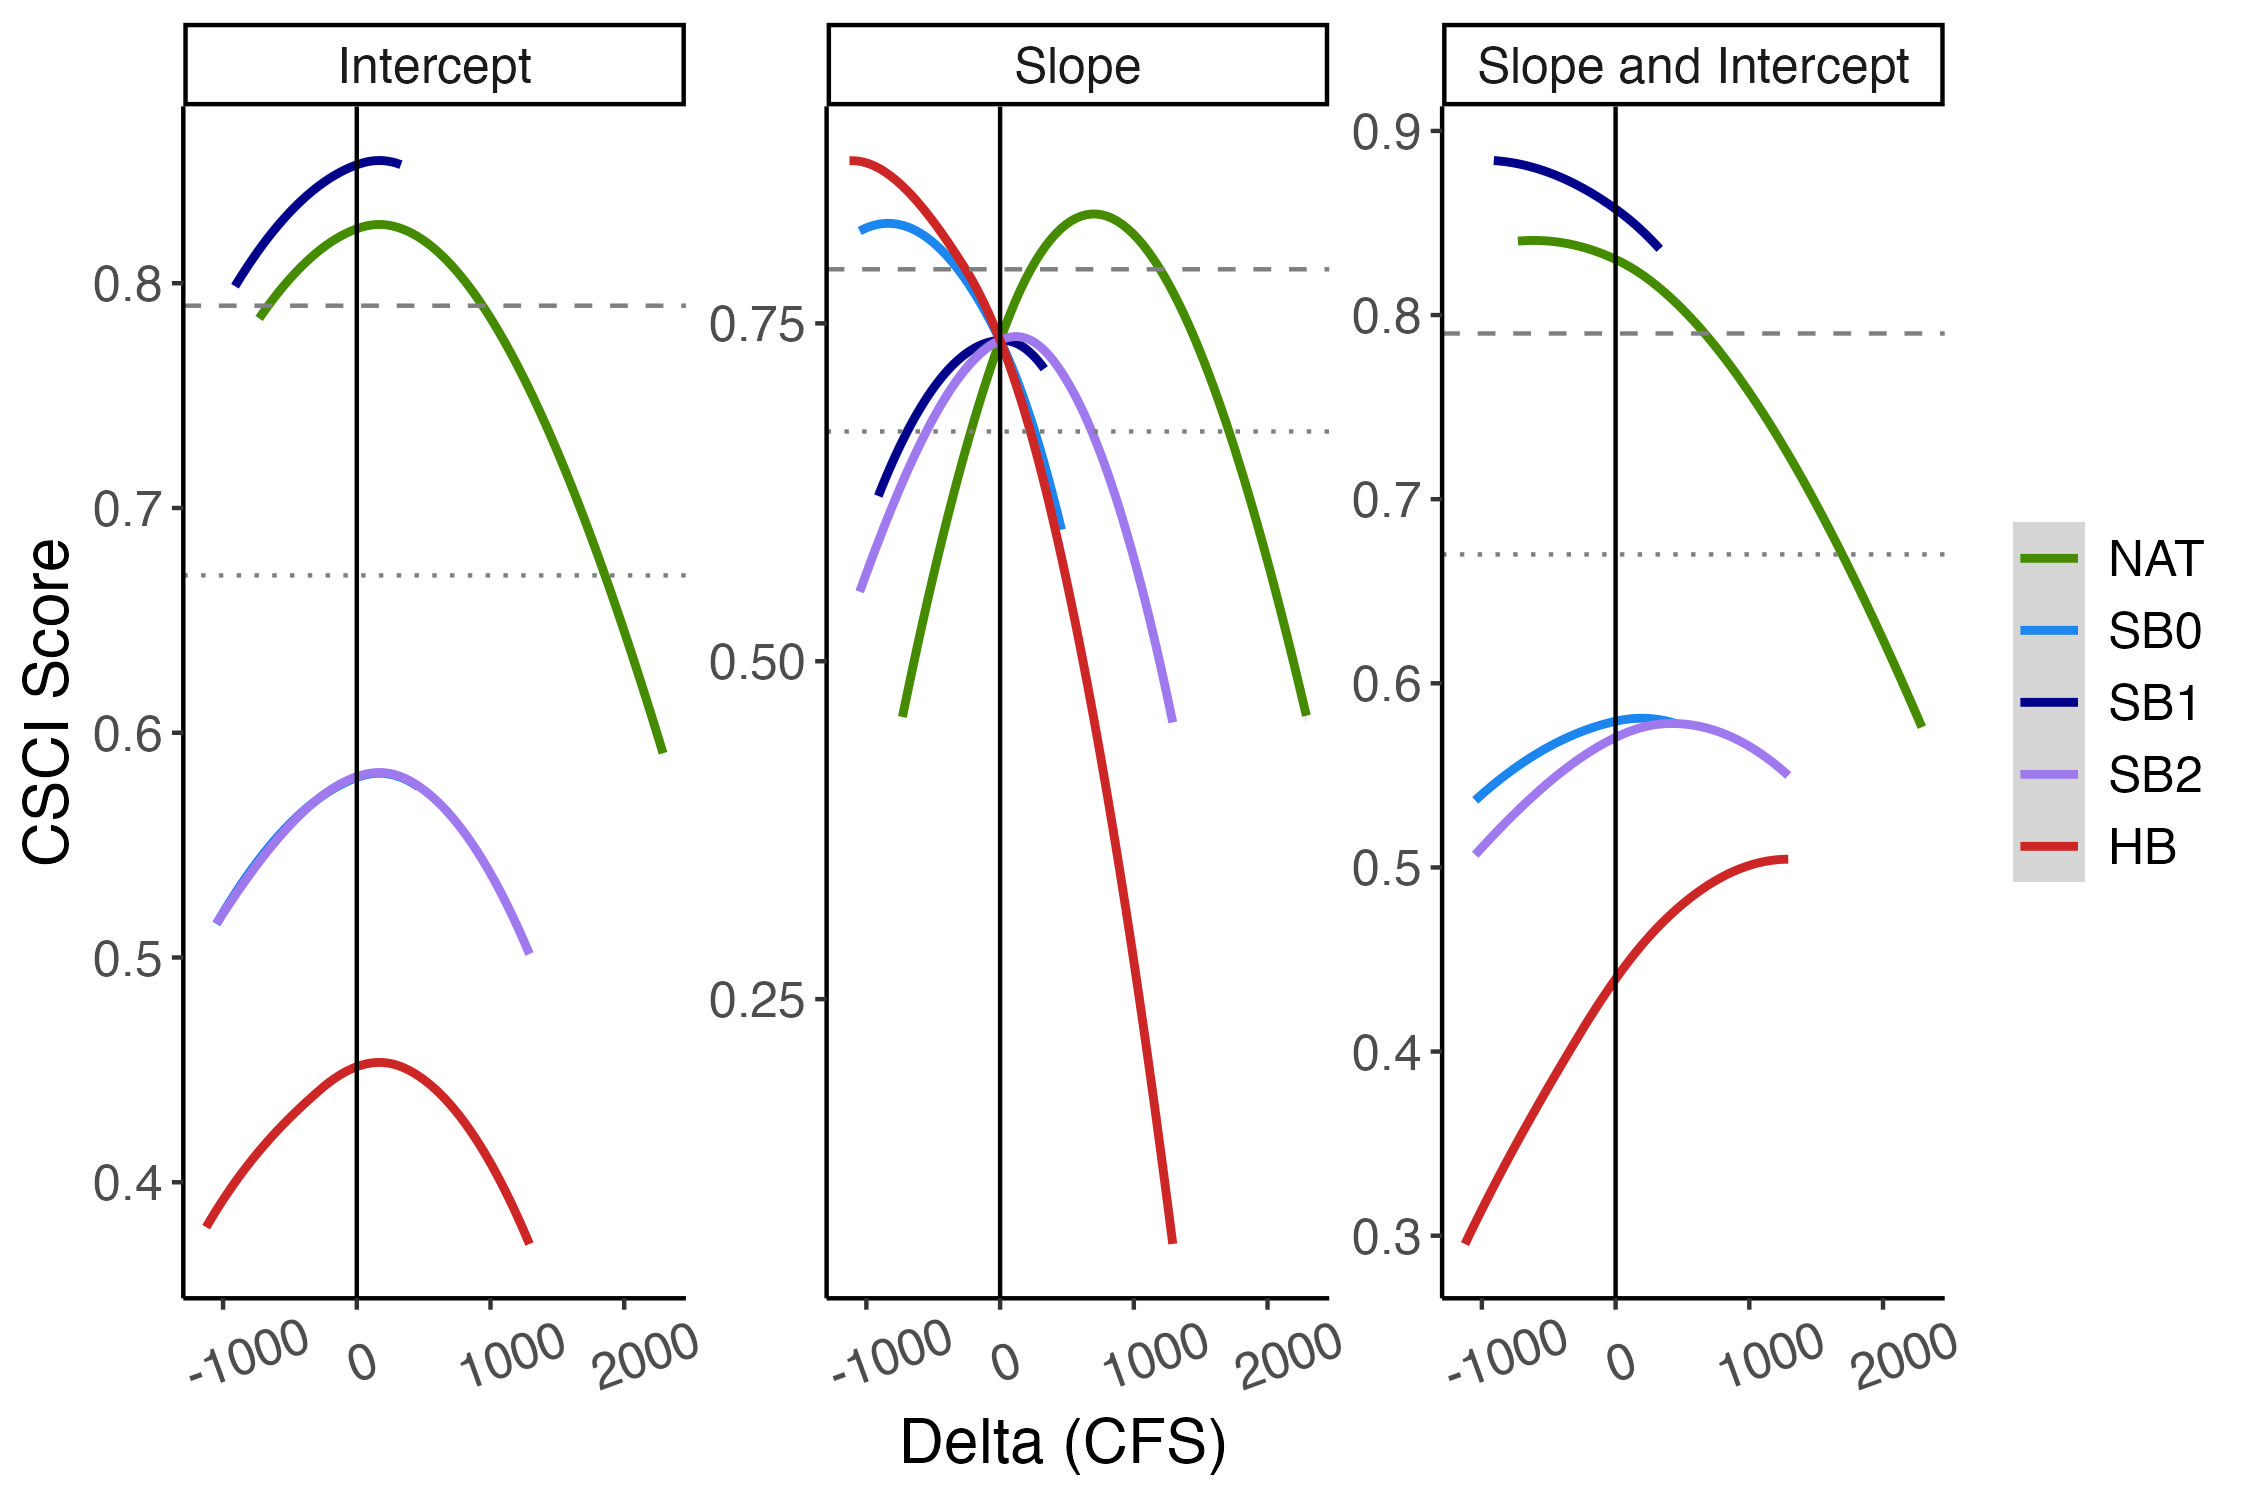 Intercept
Slope
Slope and Intercept
CSCI Score
0.8
0.7
0.6
0.5
0.4
-1000 0 1000 2000
0.75
0.50
0.25
-1000 0 1000 2000
0.9
0.8
0.7
0.6
0.5
0.4
0.3
-1000 0 1000 2000
Delta (CFS)
NAT
SB0
SB1
SB2
HB